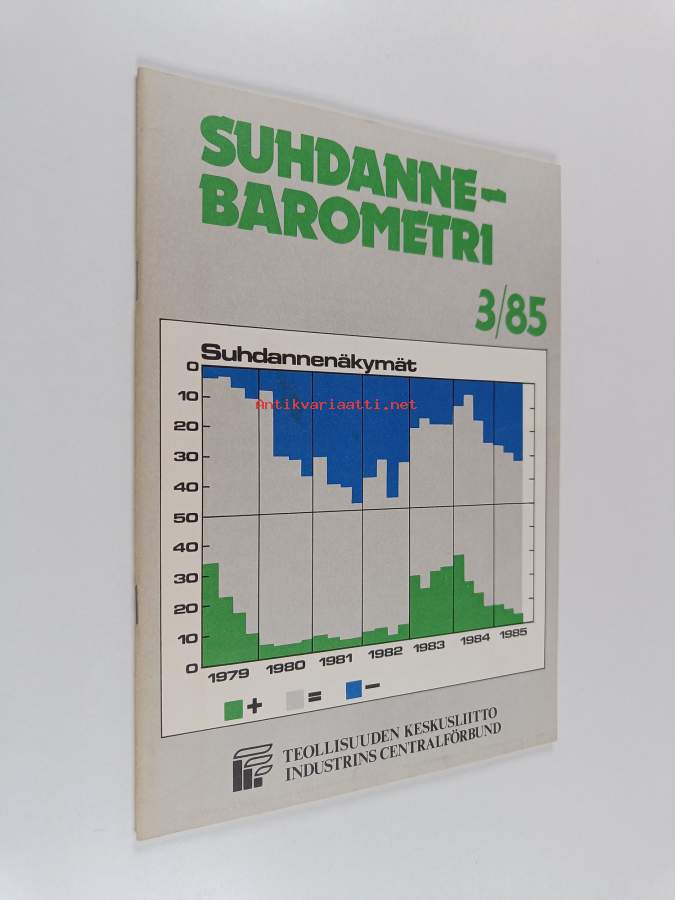 SUHDANNE-
BAROMETRI
3/85
Suhdannenäkymät
0
10
20
30
40
50
40
30
20
10
0
1979 1980 1981 1982 1983 1984 1985
+ = -
TEOLLISUUDEN KESKUSLIITTO
INDUSTRINS CENTRALFÖRBUND
Antikvariaatti.net